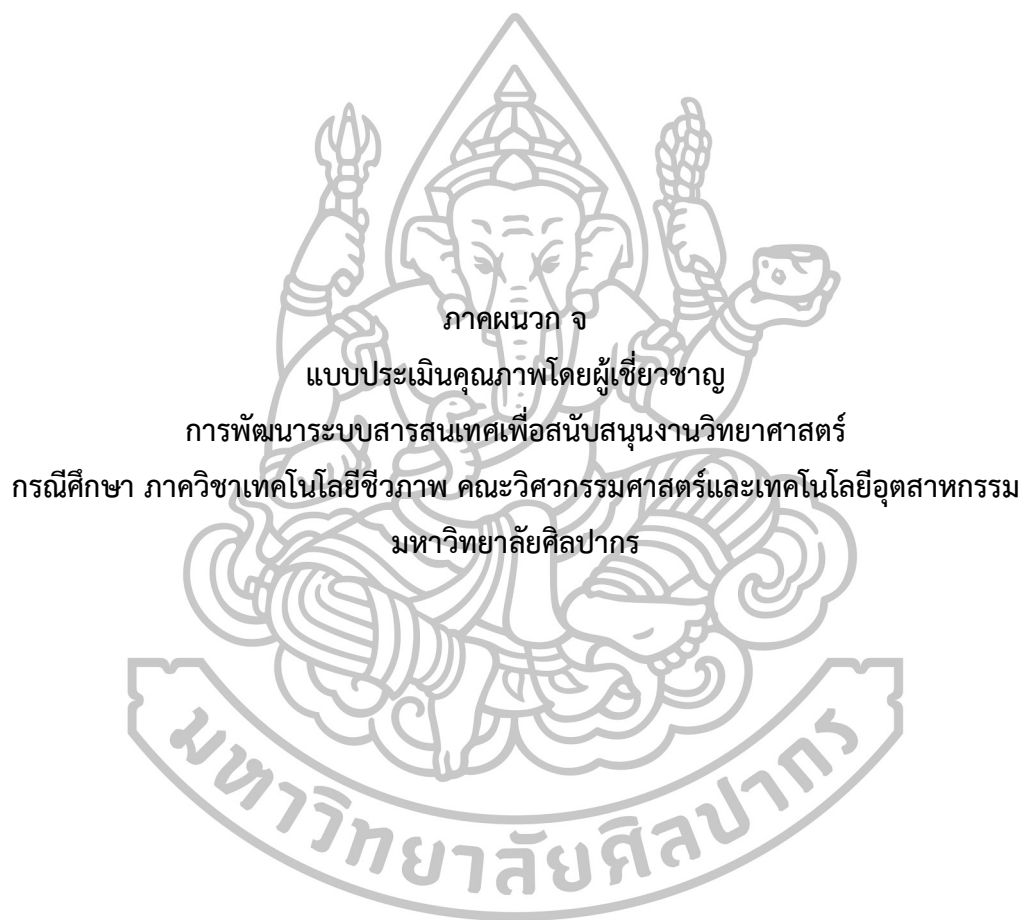 ภาคผนวก จ
แบบประเมินคุณภาพโดยผู้เชี่ยวชาญ
การพัฒนาระบบสารสนเทศเพื่อสนับสนุนงานวิทยาศาสตร์
กรณีศึกษา ภาควิชาเทคโนโลยีชีวภาพ คณะวิศวกรรมศาสตร์และเทคโนโลยีอุตสาหกรรม
มหาวิทยาลัยศิลปากร
มหาวิทยาลัยศิลปากร